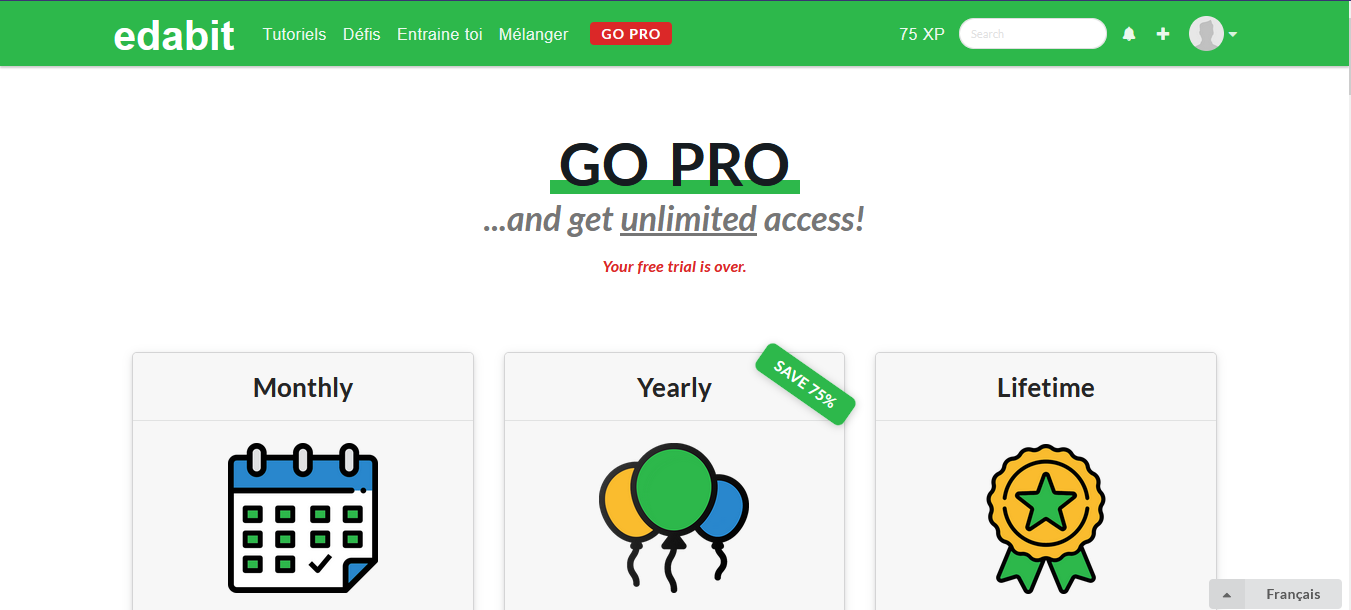 edabit Tutoriels Défis Entraine toi Mélanger GO PRO 75 XP Search
GO PRO
...and get unlimited access!
Your free trial is over.
Monthly
Yearly
SAVE 75%
Lifetime
Français